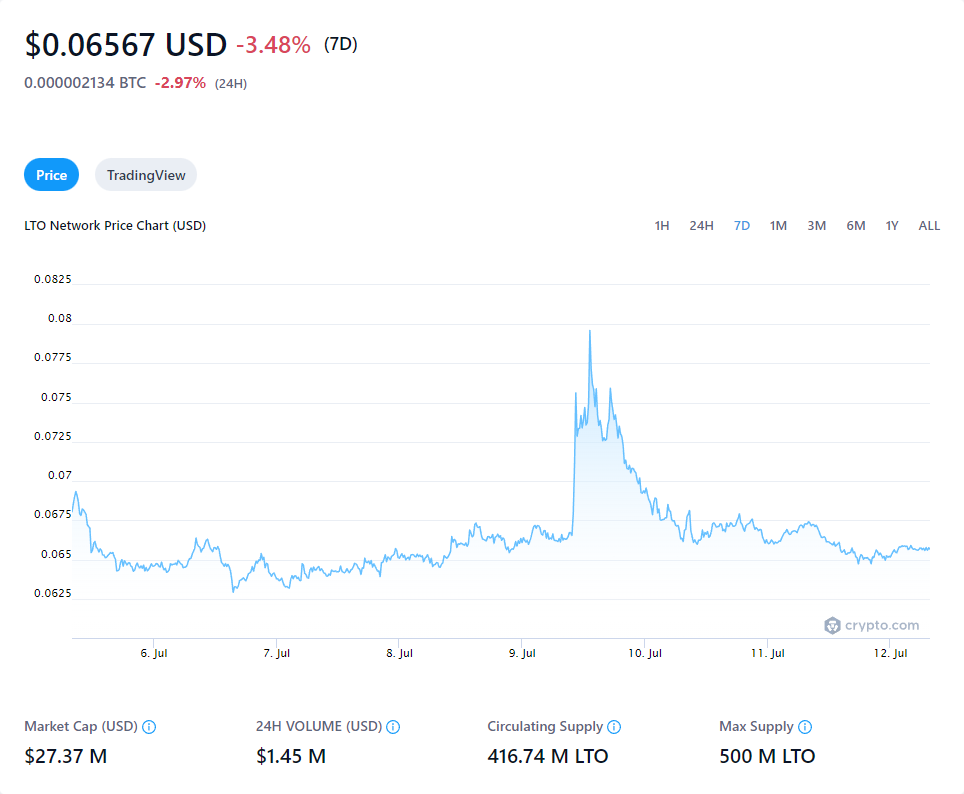 $0.06567 USD -3.48% (7D)
0.000002134 BTC -2.97% (24H)
Price TradingView
LTO Network Price Chart (USD) 1H 24H 7D 1M 3M 6M 1Y ALL
0.0825
0.08
0.0775
0.075
0.0725
0.07
0.0675
0.065
0.0625
crypto.com
6. Jul 7. Jul 8. Jul 9. Jul 10. Jul 11. Jul 12. Jul
Market Cap (USD) 24H VOLUME (USD) Circulating Supply Max Supply
$27.37 M $1.45 M 416.74 M LTO 500 M LTO